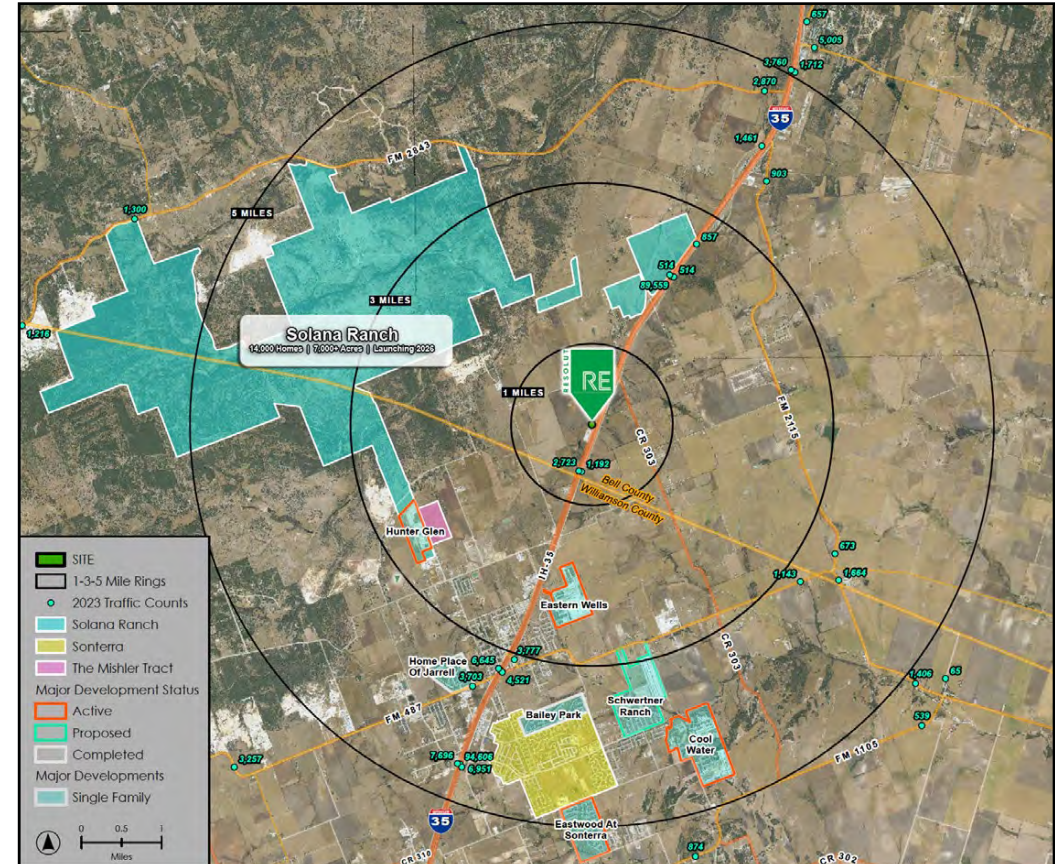 657
5,005
3,760
1,712
2,870
35
1,461
FM 2843
903
1,300
5 MILES
857
514
514
89,559
3 MILES
Solana Ranch
14,000 Homes | 7,000+ Acres | Launching 2026
1,218
RESOLUT
RE
1 MILES
FM 2115
CR 303
2,723
1,192
Bell County
Williamson County
Hunter Glen
IH-35
673
1,143
1,664
Eastern Wells
CR 303
3,777
6,645
4,521
Home Place
Of Jarrell
3,703
1,406
65
Schwertner
Ranch
FM 487
Bailey Park
539
Cool
Water
FM 1105
7,696
94,606
6,951
3,257
35
Eastwood At
Sonterra
874
CR 310
CR 302
SITE
1-3-5 Mile Rings
2023 Traffic Counts
Solana Ranch
Sonterra
The Mishler Tract
Major Development Status
Active
Proposed
Completed
Major Developments
Single Family
0 0.5 1
Miles